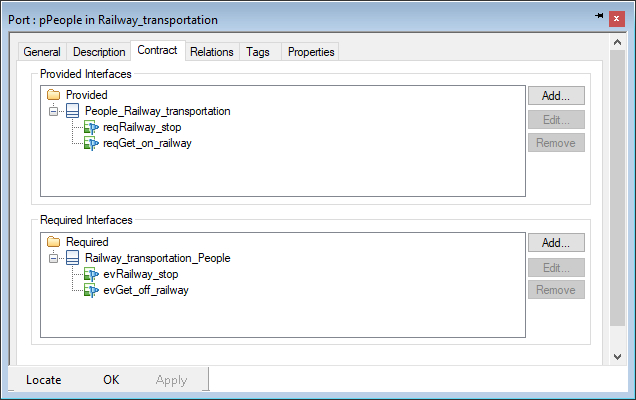 Port : pPeople in Railway_transportation
General Description Contract Relations Tags Properties
Provided Interfaces
Provided
People_Railway_transportation
reqRailway_stop
reqGet_on_railway
Add...
Edit...
Remove
Required Interfaces
Required
Railway_transportation_People
evRailway_stop
evGet_off_railway
Add...
Edit...
Remove
Locate OK Apply